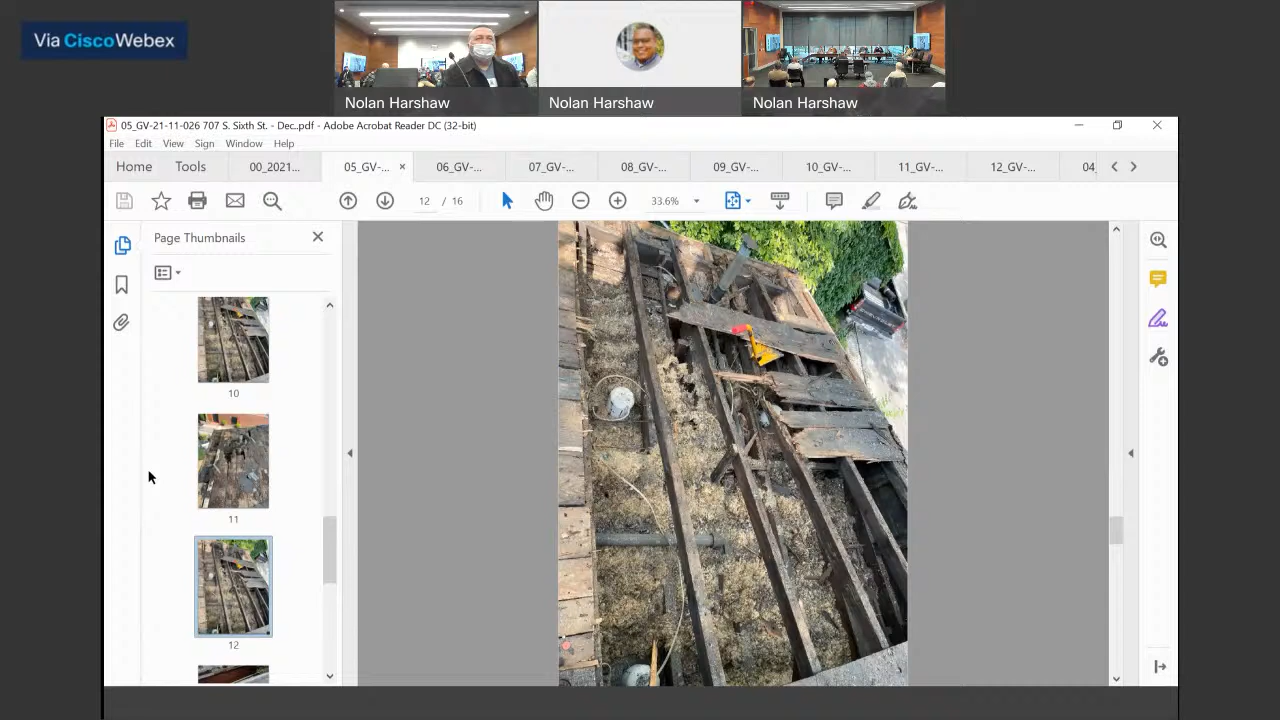 Via Cisco Webex
Nolan Harshaw
Nolan Harshaw
Nolan Harshaw
05_GV-21-11-026 707 S. Sixth St. - Dec..pdf - Adobe Acrobat Reader DC (32-bit)
File Edit View Sign Window Help
Home Tools 00_2021... 05_GV-... × 06_GV-... 07_GV-... 08_GV-... 09_GV-... 10_GV-... 11_GV-... 12_GV-... 04
12 / 16 33.6%
Page Thumbnails
10
11
12